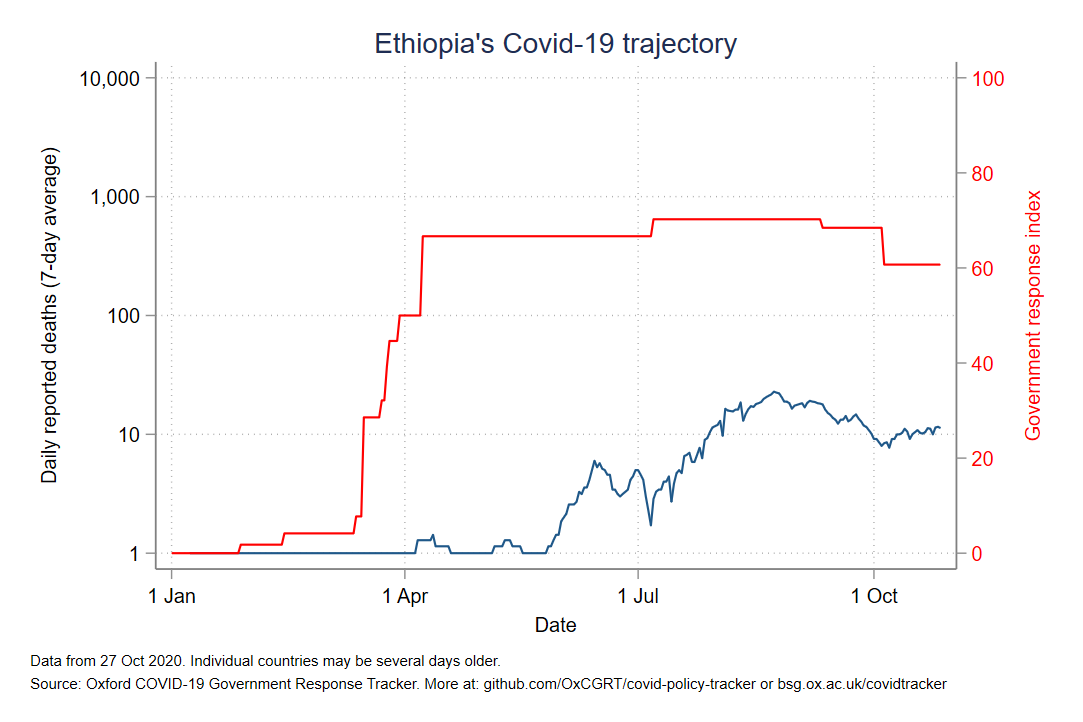 Ethiopia's Covid-19 trajectory
10,000
1,000
100
10
1
Daily reported deaths (7-day average)
100
80
60
40
20
0
Government response index
1 Jan
1 Apr
1 Jul
1 Oct
Date
Data from 27 Oct 2020. Individual countries may be several days older.
Source: Oxford COVID-19 Government Response Tracker. More at: github.com/OxCGRT/covid-policy-tracker or bsg.ox.ac.uk/covidtracker